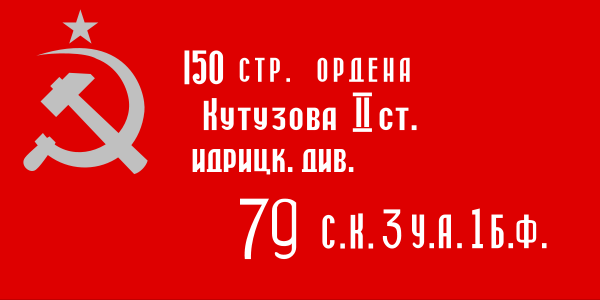 150 СТР. ОРДЕНА
Кутузова II ст.
идрицк. див.
79 С.К. 3 У.А. 1 Б.Ф.